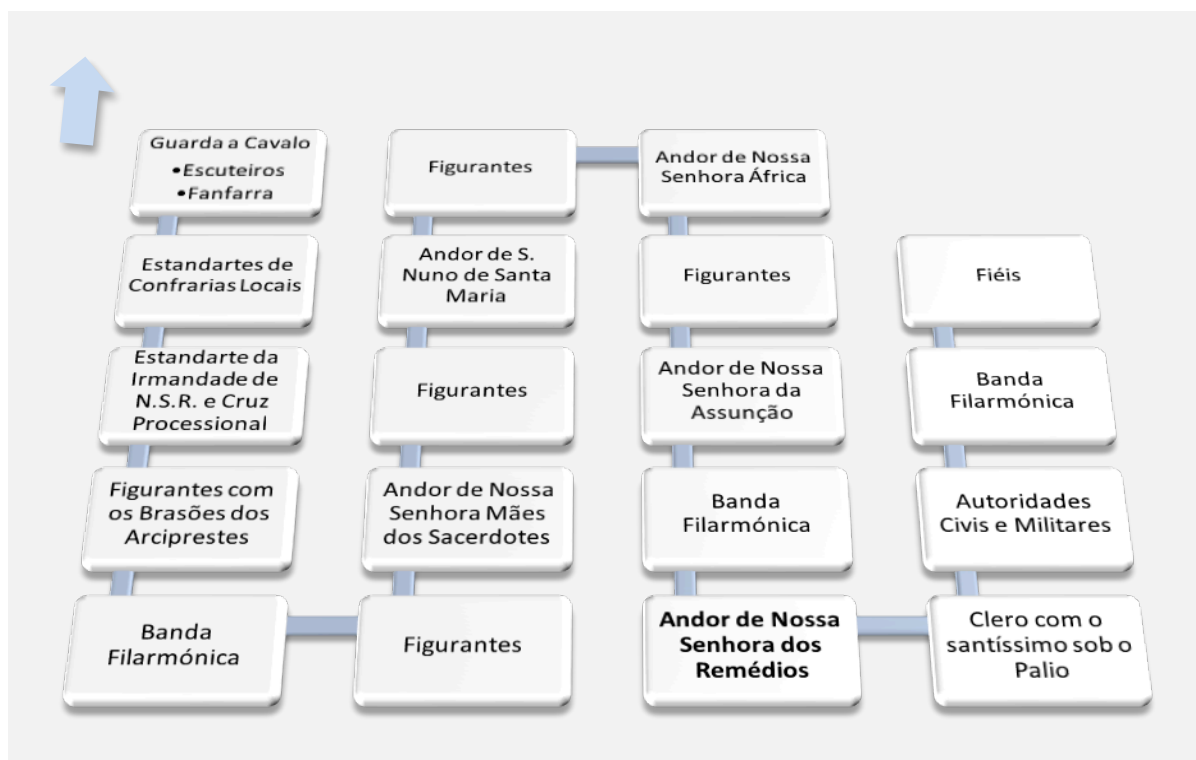 Guarda a Cavalo
•Escuteiros
•Fanfarra
Estandartes de
Confrarias Locais
Estandarte da
Irmandade de
N.S.R. e Cruz
Processional
Figurantes com
os Brasões dos
Arciprestes
Banda
Filarmónica
Figurantes
Andor de Nossa
Senhora Mães
dos Sacerdotes
Figurantes
Andor de S.
Nuno de Santa
Maria
Figurantes
Andor de Nossa
Senhora África
Figurantes
Andor de Nossa
Senhora da
Assunção
Banda
Filarmónica
Andor de Nossa
Senhora dos
Remédios
Clero com o
santíssimo sob o
Palio
Autoridades
Civis e Militares
Banda
Filarmónica
Fiéis